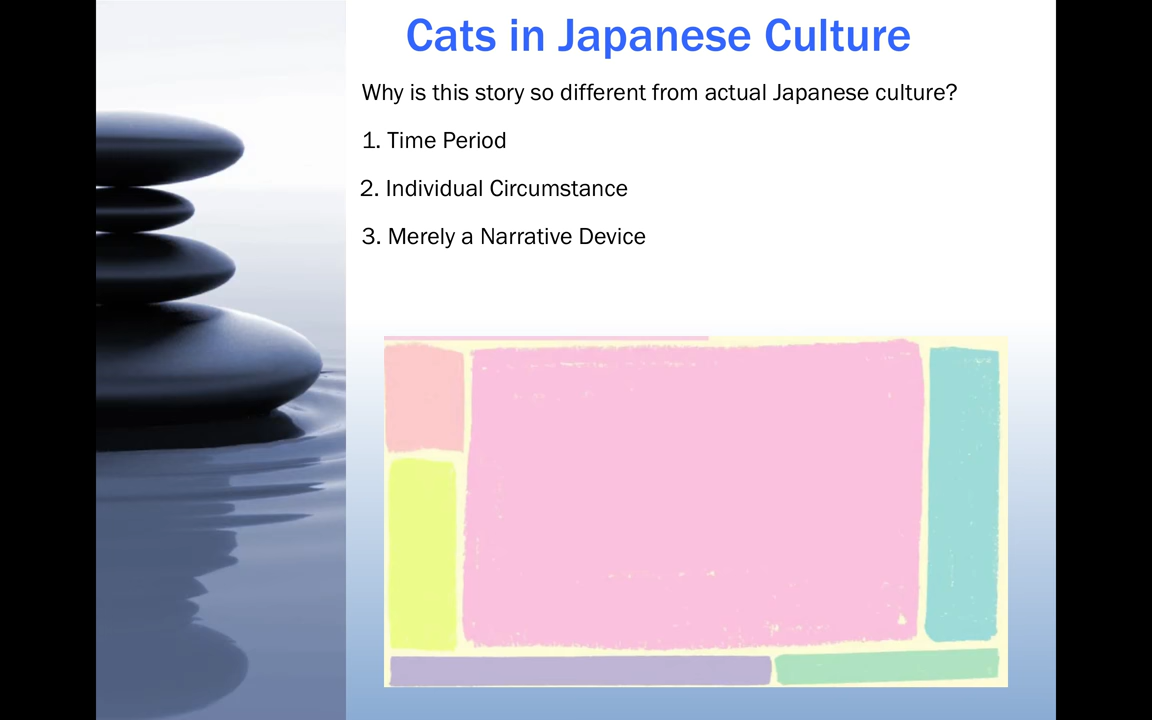 Cats in Japanese Culture
Why is this story so different from actual Japanese culture?
1. Time Period
2. Individual Circumstance
3. Merely a Narrative Device